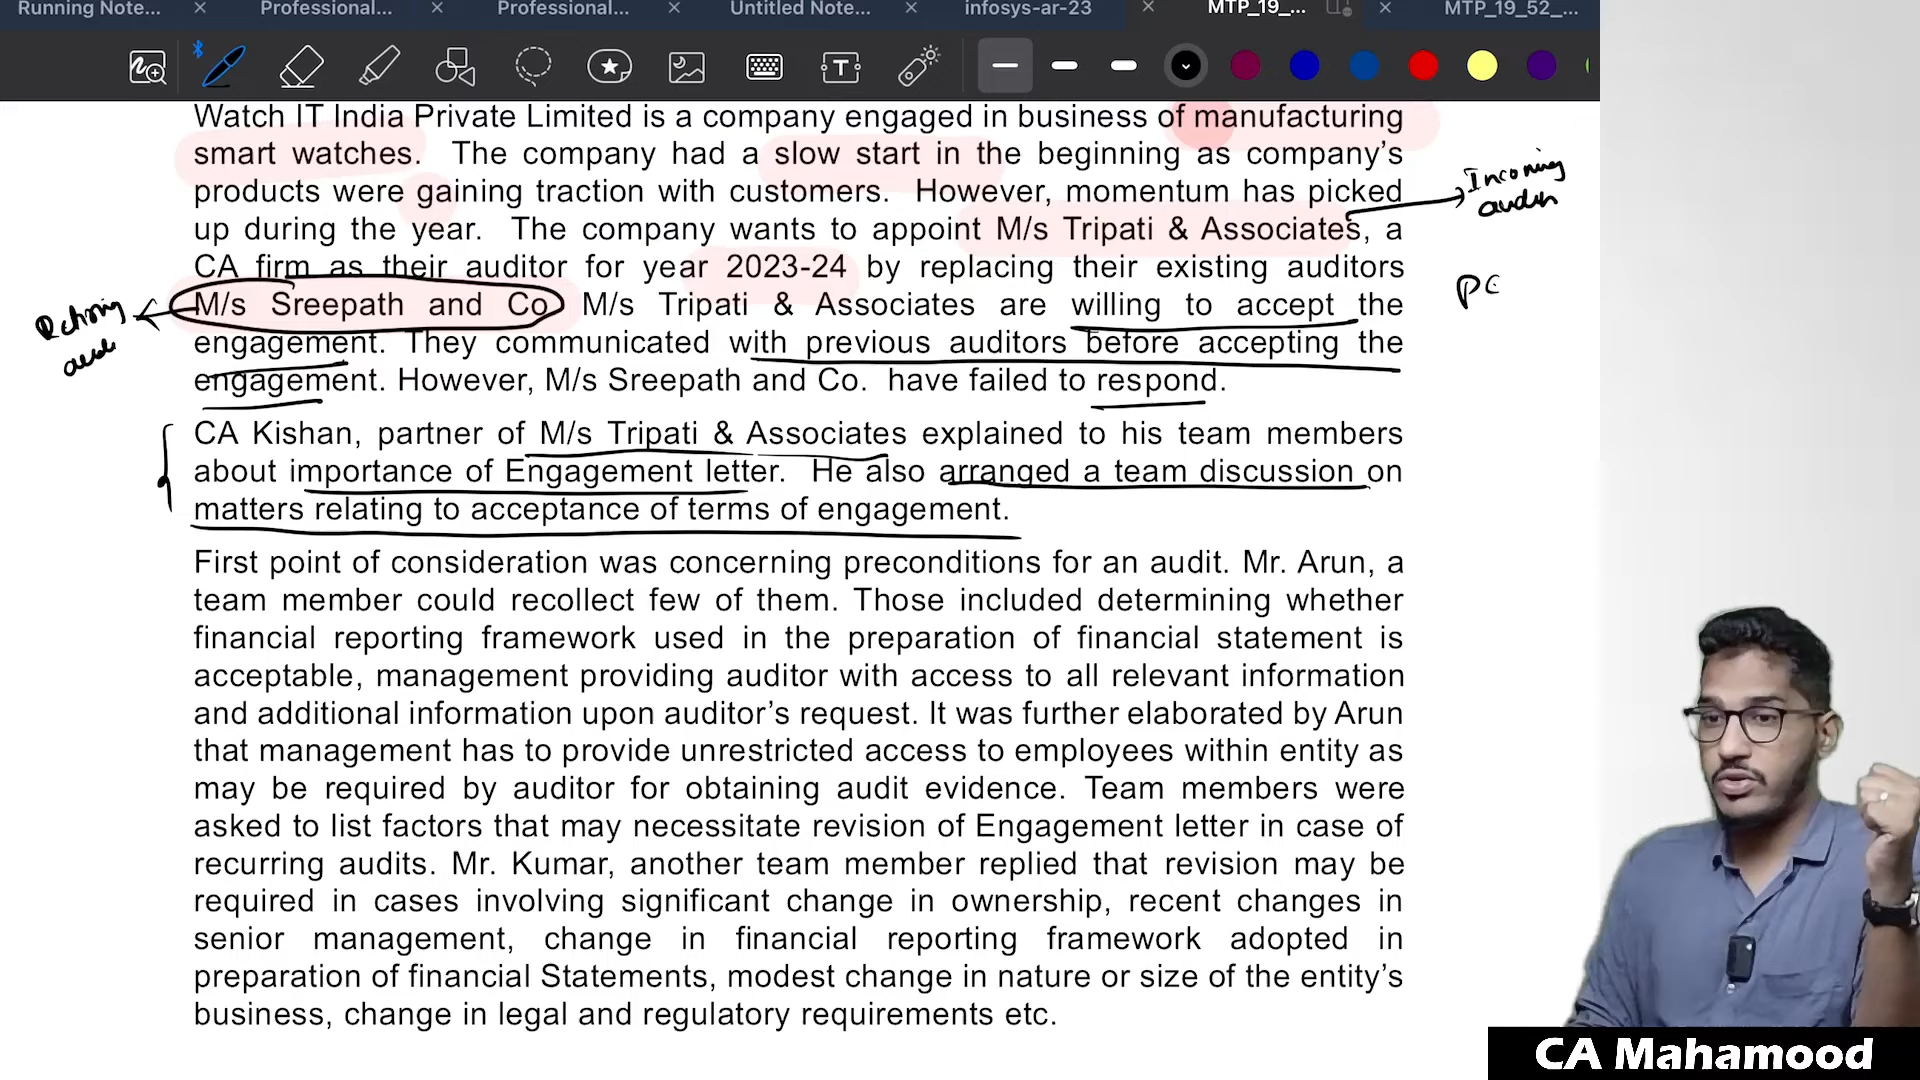 Running Note...
Professional...
Professional...
Untitled Note...
infosys-ar-23
MTP_19_...
MTP_19_52_...
T
Watch IT India Private Limited is a company engaged in business of manufacturing
smart watches. The company had a slow start in the beginning as company's
products were gaining traction with customers. However, momentum has picked
up during the year. The company wants to appoint M/s Tripati & Associates, a
CA firm as their auditor for year 2023-24 by replacing their existing auditors
M/s Sreepath and Co M/s Tripati & Associates are willing to accept the
engagement. They communicated with previous auditors before accepting the
engagement. However, M/s Sreepath and Co. have failed to respond.
Incoming
PC
CA Kishan, partner of M/s Tripati & Associates explained to his team members
about importance of Engagement letter. He also arranged a team discussion on
matters relating to acceptance of terms of engagement.
First point of consideration was concerning preconditions for an audit. Mr. Arun, a
team member could recollect few of them. Those included determining whether
financial reporting framework used in the preparation of financial statement is
acceptable, management providing auditor with access to all relevant information
and additional information upon auditor's request. It was further elaborated by Arun
that management has to provide unrestricted access to employees within entity as
may be required by auditor for obtaining audit evidence. Team members were
asked to list factors that may necessitate revision of Engagement letter in case of
recurring audits. Mr. Kumar, another team member replied that revision may be
required in cases involving significant change in ownership, recent changes in
senior management, change in financial reporting framework adopted in
preparation of financial Statements, modest change in nature or size of the entity's
business, change in legal and regulatory requirements etc.
CA Mahamood